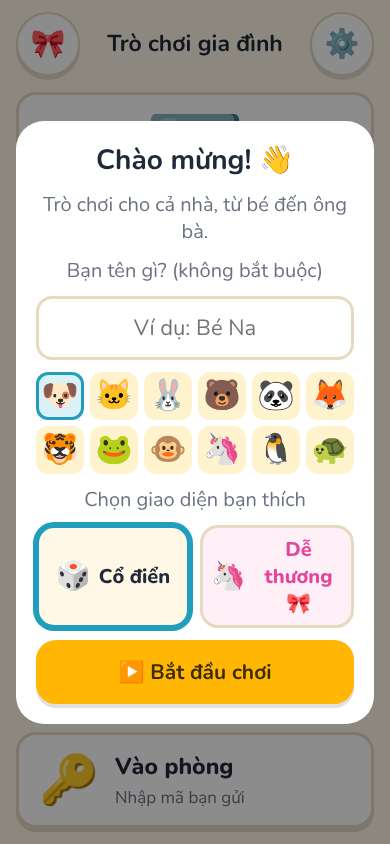 Trò chơi gia đình
Chào mừng! 👋
Trò chơi cho cả nhà, từ bé đến ông
bà.
Bạn tên gì? (không bắt buộc)
Ví dụ: Bé Na
Chọn giao diện bạn thích
Cổ điển
Dễ
thương
Bắt đầu chơi
Vào phòng
Nhập mã bạn gửi